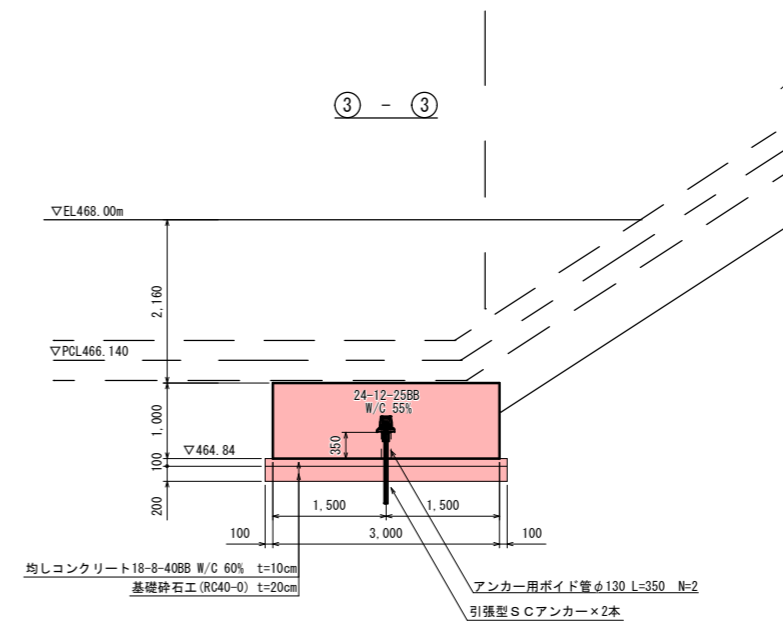 ③ - ③
▽EL468.00m
2,160
▽PCL466.140
24-12-25BB
W/C 55%
1,000
350
▽464.84
100
200
1,500 1,500
100 3,000 100
均しコンクリート18-8-40BB W/C 60% t=10cm
基礎砕石工(RC40-0) t=20cm
アンカー用ボイド管φ130 L=350 N=2
引張型SCアンカー×2本